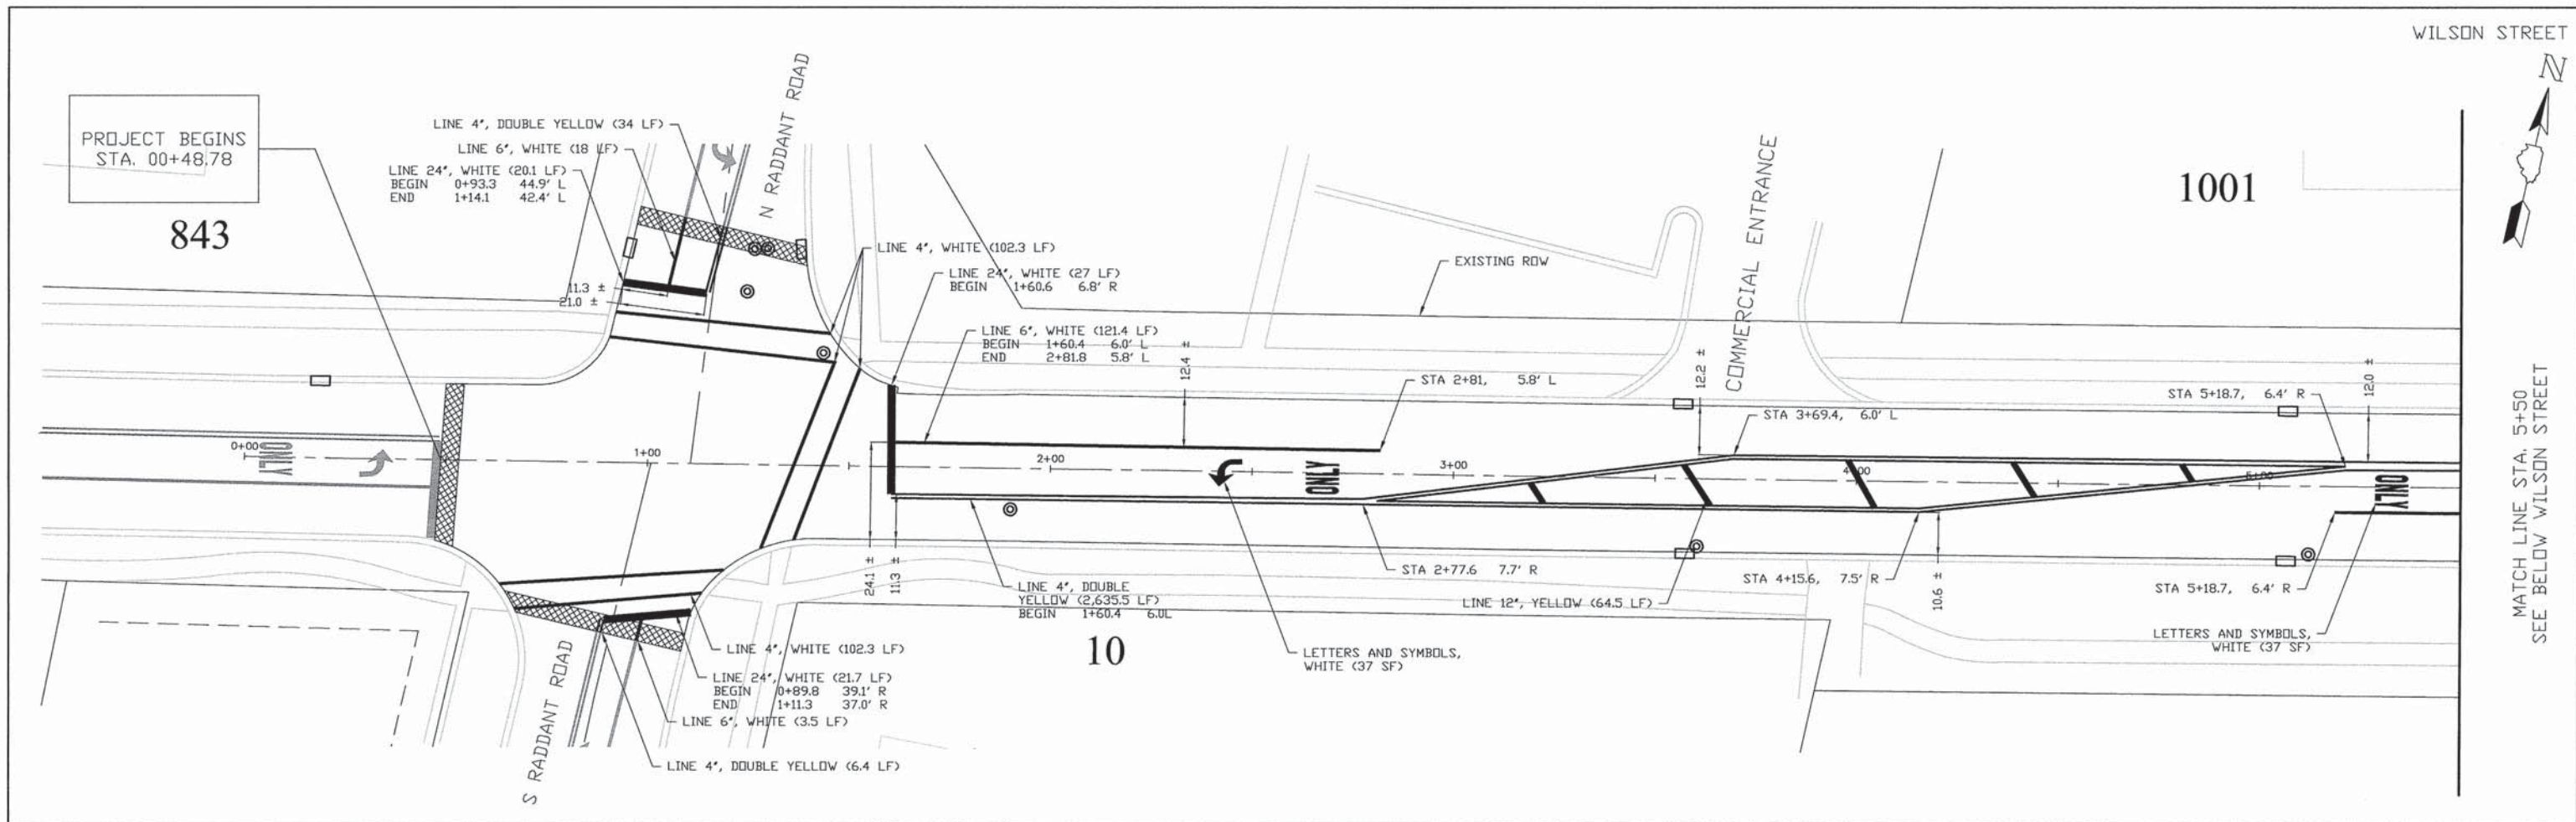 WILSON STREET
N
PROJECT BEGINS
STA. 00+48.78
843
LINE 4", DOUBLE YELLOW (34 LF)
LINE 6", WHITE (18 LF)
LINE 24", WHITE (20.1 LF)
BEGIN 0+93.3 44.9' L
END 1+14.1 42.4' L
N RADDANT ROAD
11.3 ±
21.0 ±
LINE 4", WHITE (102.3 LF)
LINE 24", WHITE (27 LF)
BEGIN 1+60.6 6.8' R
LINE 6", WHITE (121.4 LF)
BEGIN 1+60.4 6.0' L
END 2+81.8 5.8' L
12.4 ±
EXISTING ROW
COMMERCIAL ENTRANCE
1001
STA 2+81, 5.8' L
12.2 ±
STA 3+69.4, 6.0' L
STA 5+18.7, 6.4' R
12.0 ±
0+00
ONLY
1+00
2+00
ONLY
3+00
4+00
5+00
ONLY
24.1 ±
11.3 ±
LINE 4", DOUBLE
YELLOW (2,635.5 LF)
BEGIN 1+60.4 6.0L
STA 2+77.6 7.7' R
LINE 12", YELLOW (64.5 LF)
STA 4+15.6, 7.5' R
10.6 ±
STA 5+18.7, 6.4' R
LETTERS AND SYMBOLS,
WHITE (37 SF)
LETTERS AND SYMBOLS,
WHITE (37 SF)
10
LINE 4", WHITE (102.3 LF)
LINE 24", WHITE (21.7 LF)
BEGIN 0+89.8 39.1' R
END 1+11.3 37.0' R
LINE 6", WHITE (3.5 LF)
LINE 4", DOUBLE YELLOW (6.4 LF)
S RADDANT ROAD
MATCH LINE STA. 5+50
SEE BELOW WILSON STREET